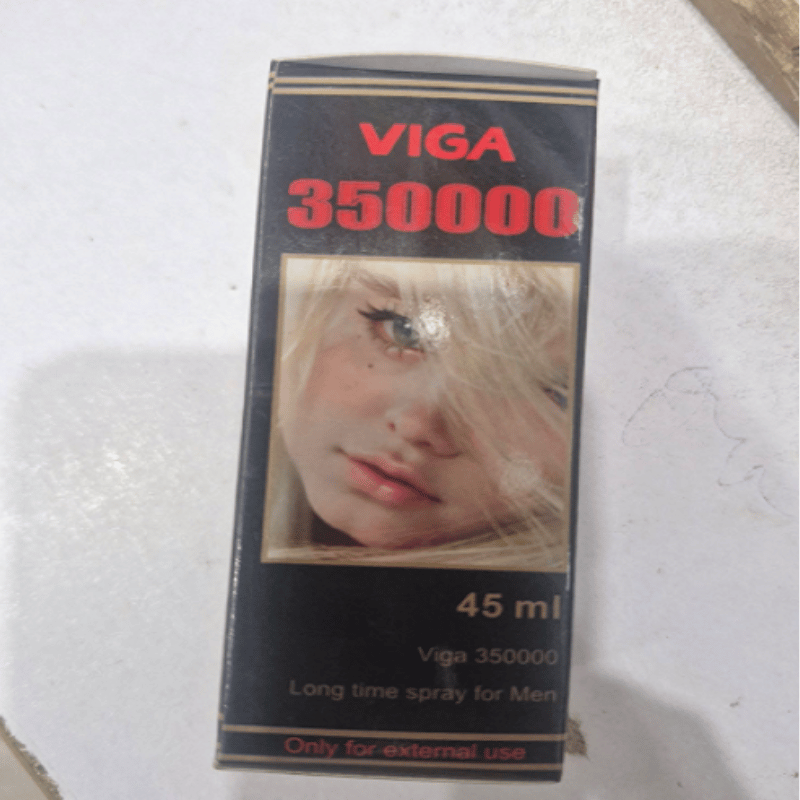 VIGA
350000
45 ml
Viga 350000
Long time spray for Men
Only for external use